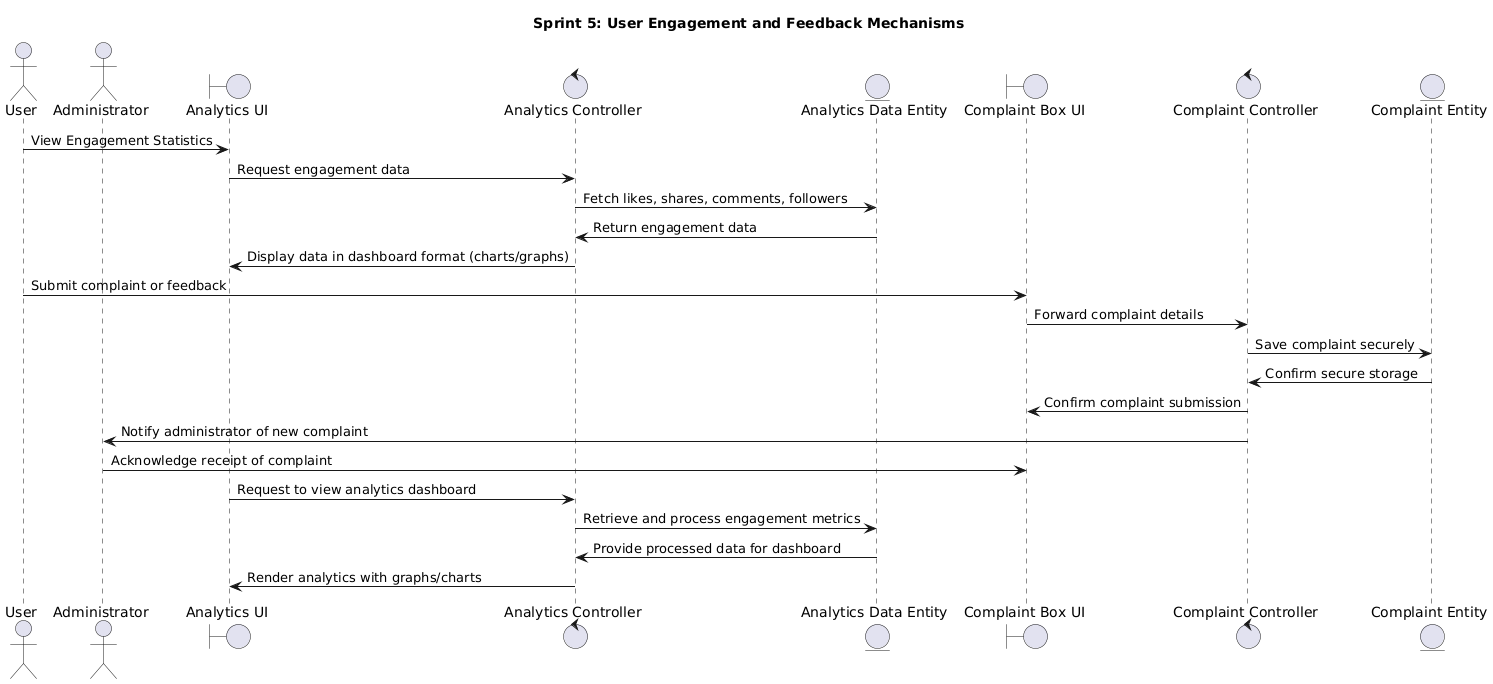 Sprint 5: User Engagement and Feedback Mechanisms
User
Administrator
Analytics UI
Analytics Controller
Analytics Data Entity
Complaint Box UI
Complaint Controller
Complaint Entity
View Engagement Statistics
Request engagement data
Fetch likes, shares, comments, followers
Return engagement data
Display data in dashboard format (charts/graphs)
Submit complaint or feedback
Forward complaint details
Save complaint securely
Confirm secure storage
Confirm complaint submission
Notify administrator of new complaint
Acknowledge receipt of complaint
Request to view analytics dashboard
Retrieve and process engagement metrics
Provide processed data for dashboard
Render analytics with graphs/charts
User
Administrator
Analytics UI
Analytics Controller
Analytics Data Entity
Complaint Box UI
Complaint Controller
Complaint Entity